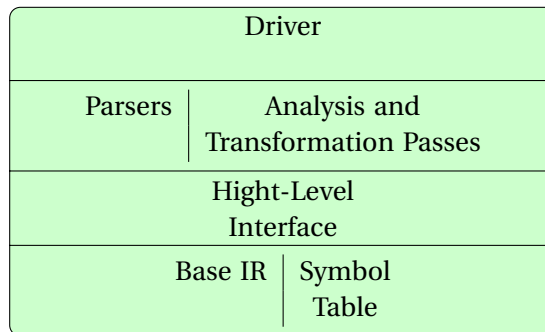 Driver
Parsers
Analysis and
Transformation Passes
Hight-Level
Interface
Base IR
Symbol
Table